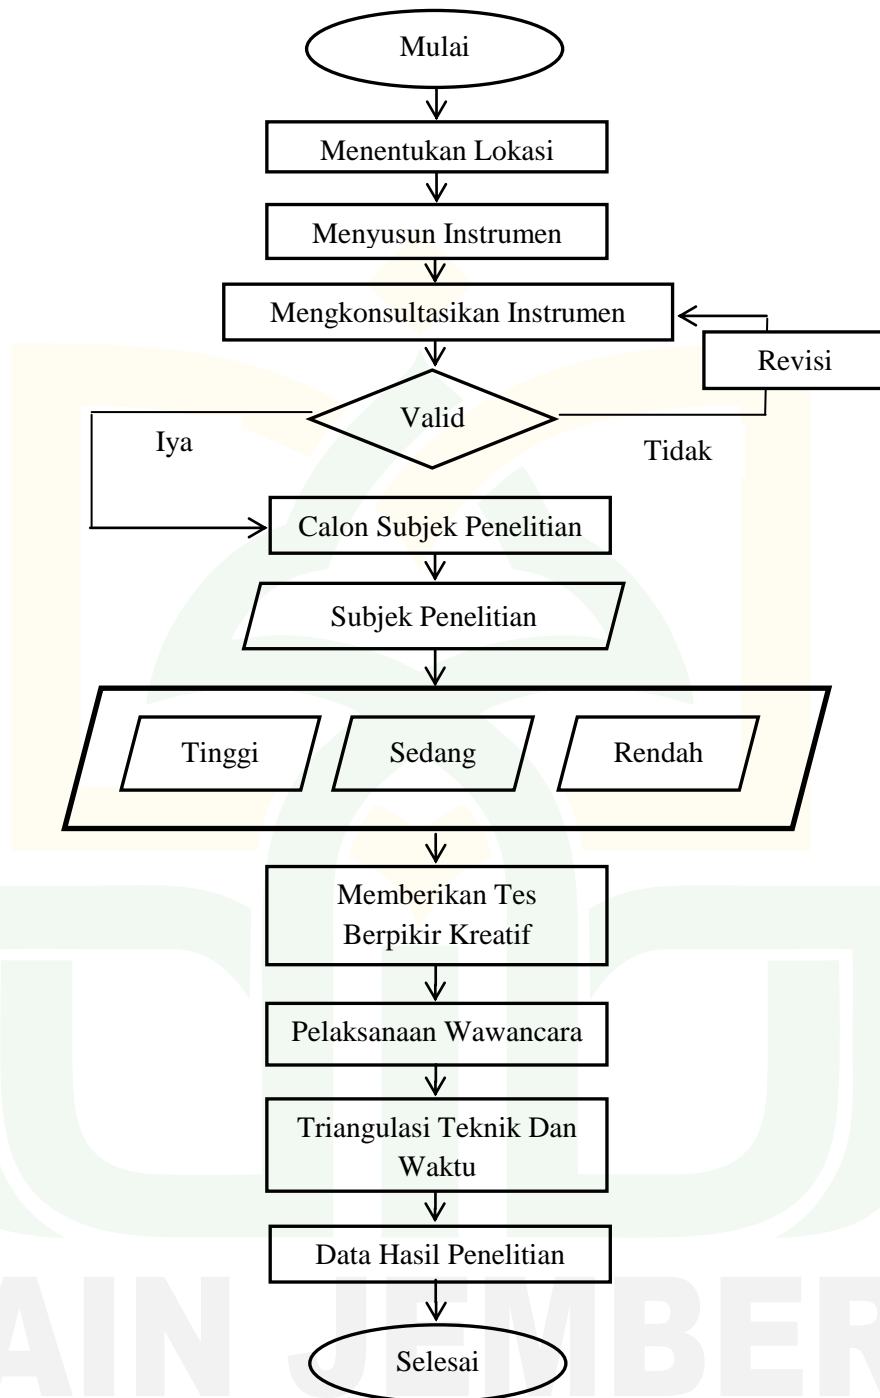 Mulai
Menentukan Lokasi
Menyusun Instrumen
Mengkonsultasikan Instrumen
Revisi
Valid
Iya
Tidak
Calon Subjek Penelitian
Subjek Penelitian
Tinggi
Sedang
Rendah
Memberikan Tes
Berpikir Kreatif
Pelaksanaan Wawancara
Triangulasi Teknik Dan
Waktu
Data Hasil Penelitian
Selesai
AIN JEMBER